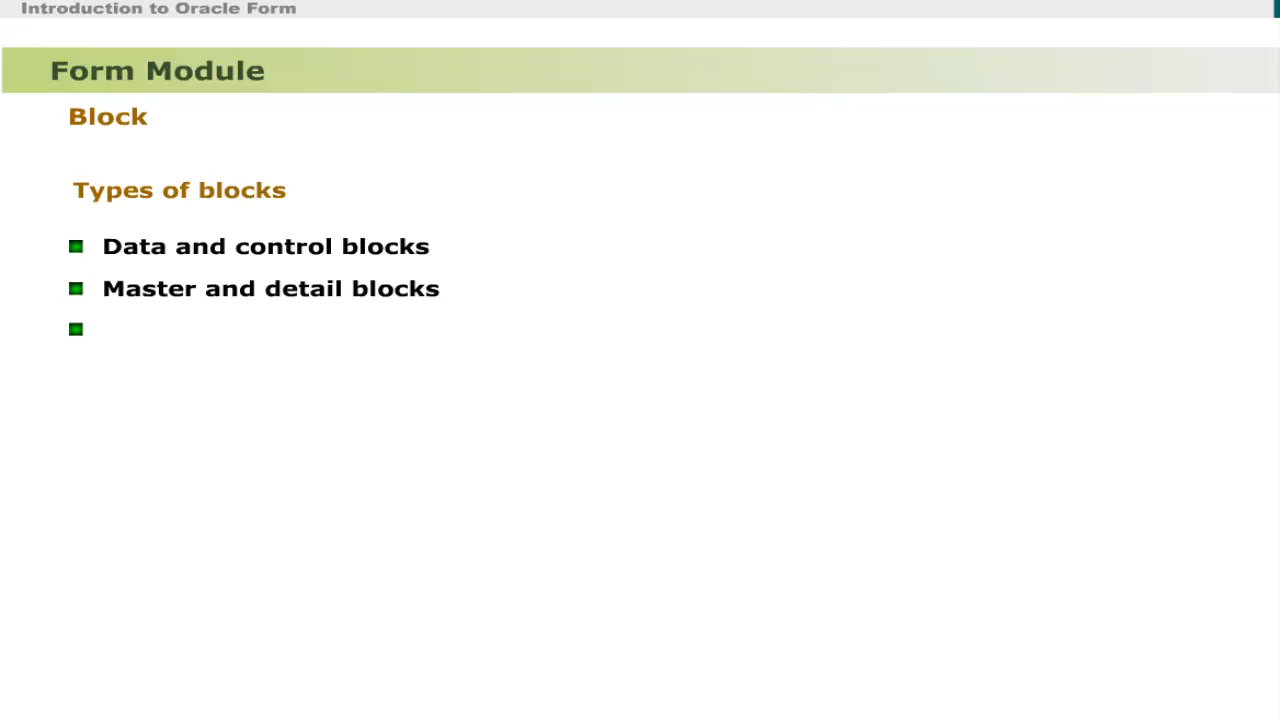 Introduction to Oracle Form
Form Module
Block
Types of blocks
Data and control blocks
Master and detail blocks